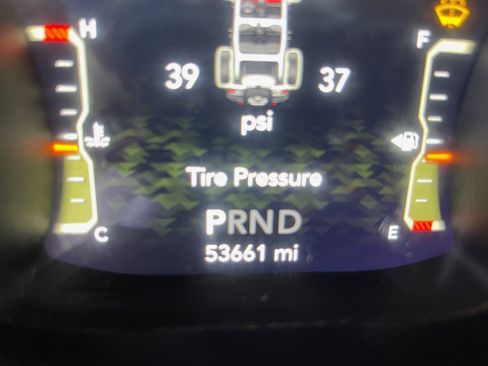 H F
39 37
psi
Tire Pressure
PRND
C E
53661 mi